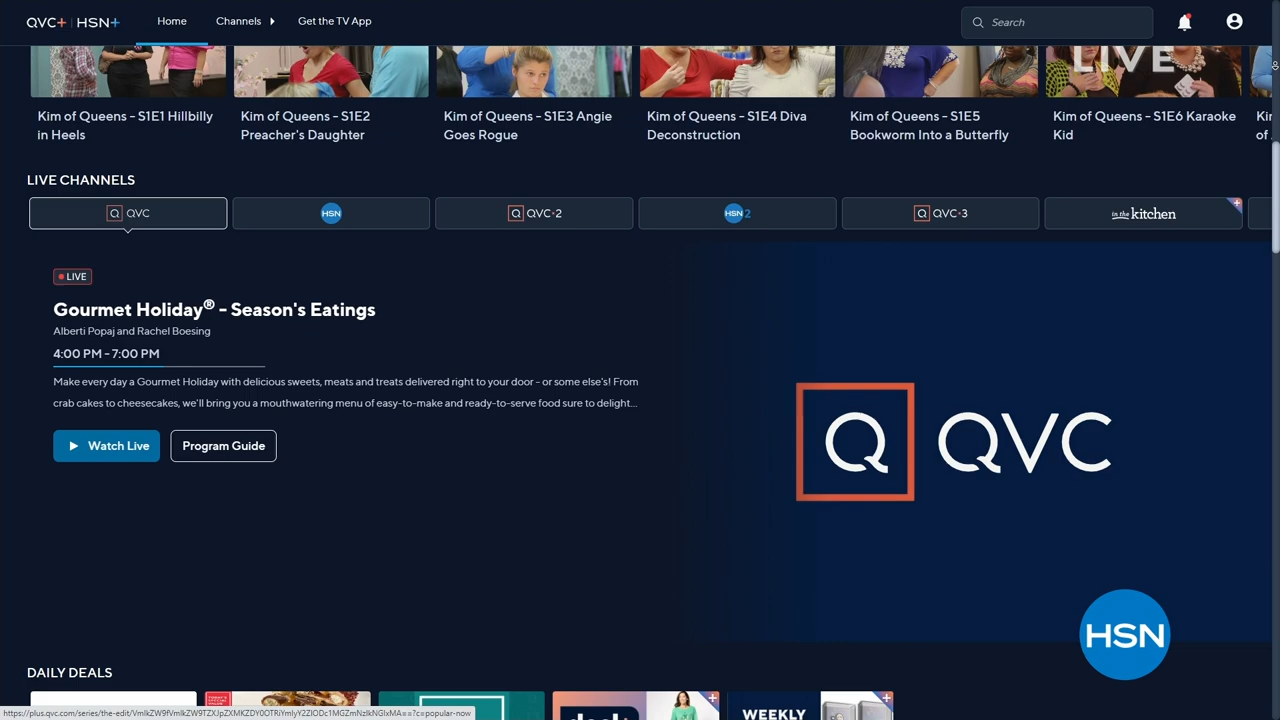 QVC+ | HSN+
Home
Channels
Get the TV App
Search
LIVE
Kim of Queens - S1E1 Hillbilly
in Heels
Kim of Queens - S1E2
Preacher's Daughter
Kim of Queens - S1E3 Angie
Goes Rogue
Kim of Queens - S1E4 Diva
Deconstruction
Kim of Queens - S1E5
Bookworm Into a Butterfly
Kim of Queens - S1E6 Karaoke
Kid
LIVE CHANNELS
Q QVC
HSN
Q QVC•2
HSN 2
Q QVC•3
in the kitchen
LIVE
Gourmet Holiday® - Season's Eatings
Alberti Popaj and Rachel Boesing
4:00 PM - 7:00 PM
Make every day a Gourmet Holiday with delicious sweets, meats and treats delivered right to your door - or some else's! From
crab cakes to cheesecakes, we'll bring you a mouthwatering menu of easy-to-make and ready-to-serve food sure to delight...
Watch Live
Program Guide
Q QVC
HSN
DAILY DEALS
TODAY'S
SPECIAL
VALUE
WEEKLY